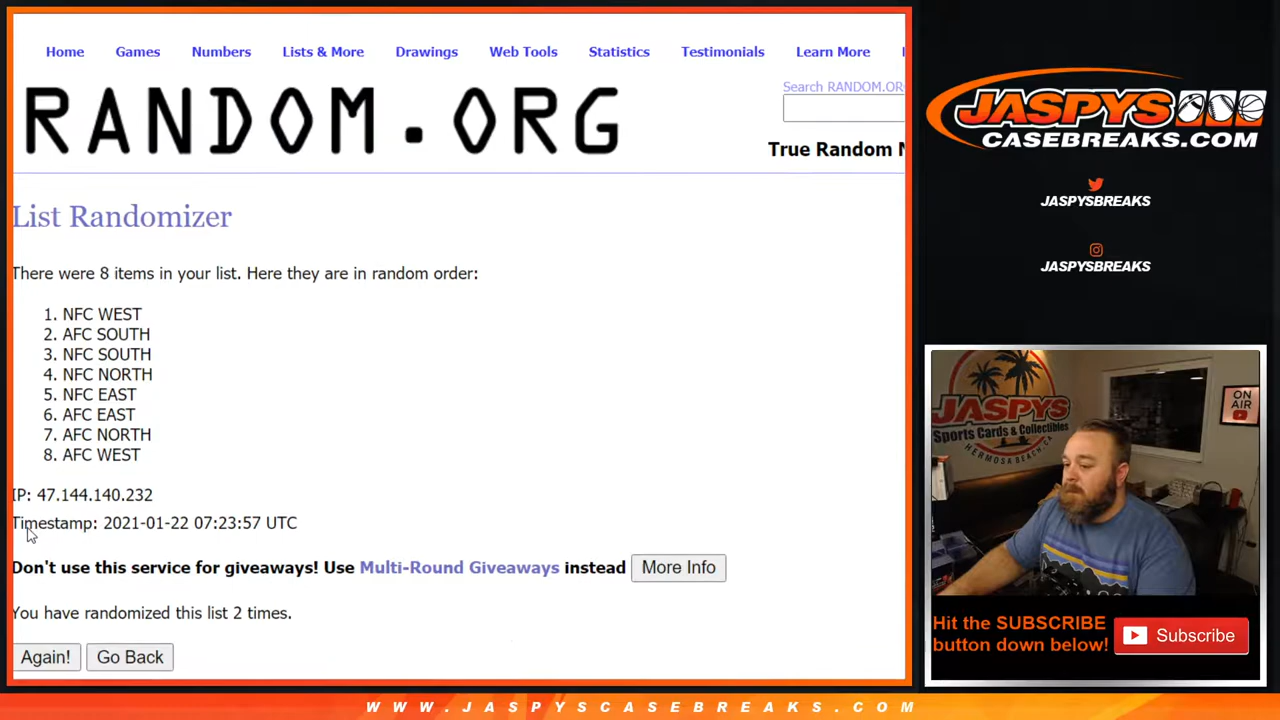 Home Games Numbers Lists & More Drawings Web Tools Statistics Testimonials Learn More
RANDOM.ORG
Search RANDOM.OR
True Random N
List Randomizer
There were 8 items in your list. Here they are in random order:
1. NFC WEST
2. AFC SOUTH
3. NFC SOUTH
4. NFC NORTH
5. NFC EAST
6. AFC EAST
7. AFC NORTH
8. AFC WEST
IP: 47.144.140.232
Timestamp: 2021-01-22 07:23:57 UTC
Don't use this service for giveaways! Use Multi-Round Giveaways instead More Info
You have randomized this list 2 times.
Again! Go Back
JASPYS
CASEBREAKS.COM
JASPYSBREAKS
JASPYSBREAKS
JASPYS
Sports Cards & Collectibles
HERMOSA BEACH, CA
ON
AIR
Hit the SUBSCRIBE
button down below!
Subscribe
WWW.JASPYSCASEBREAKS.COM